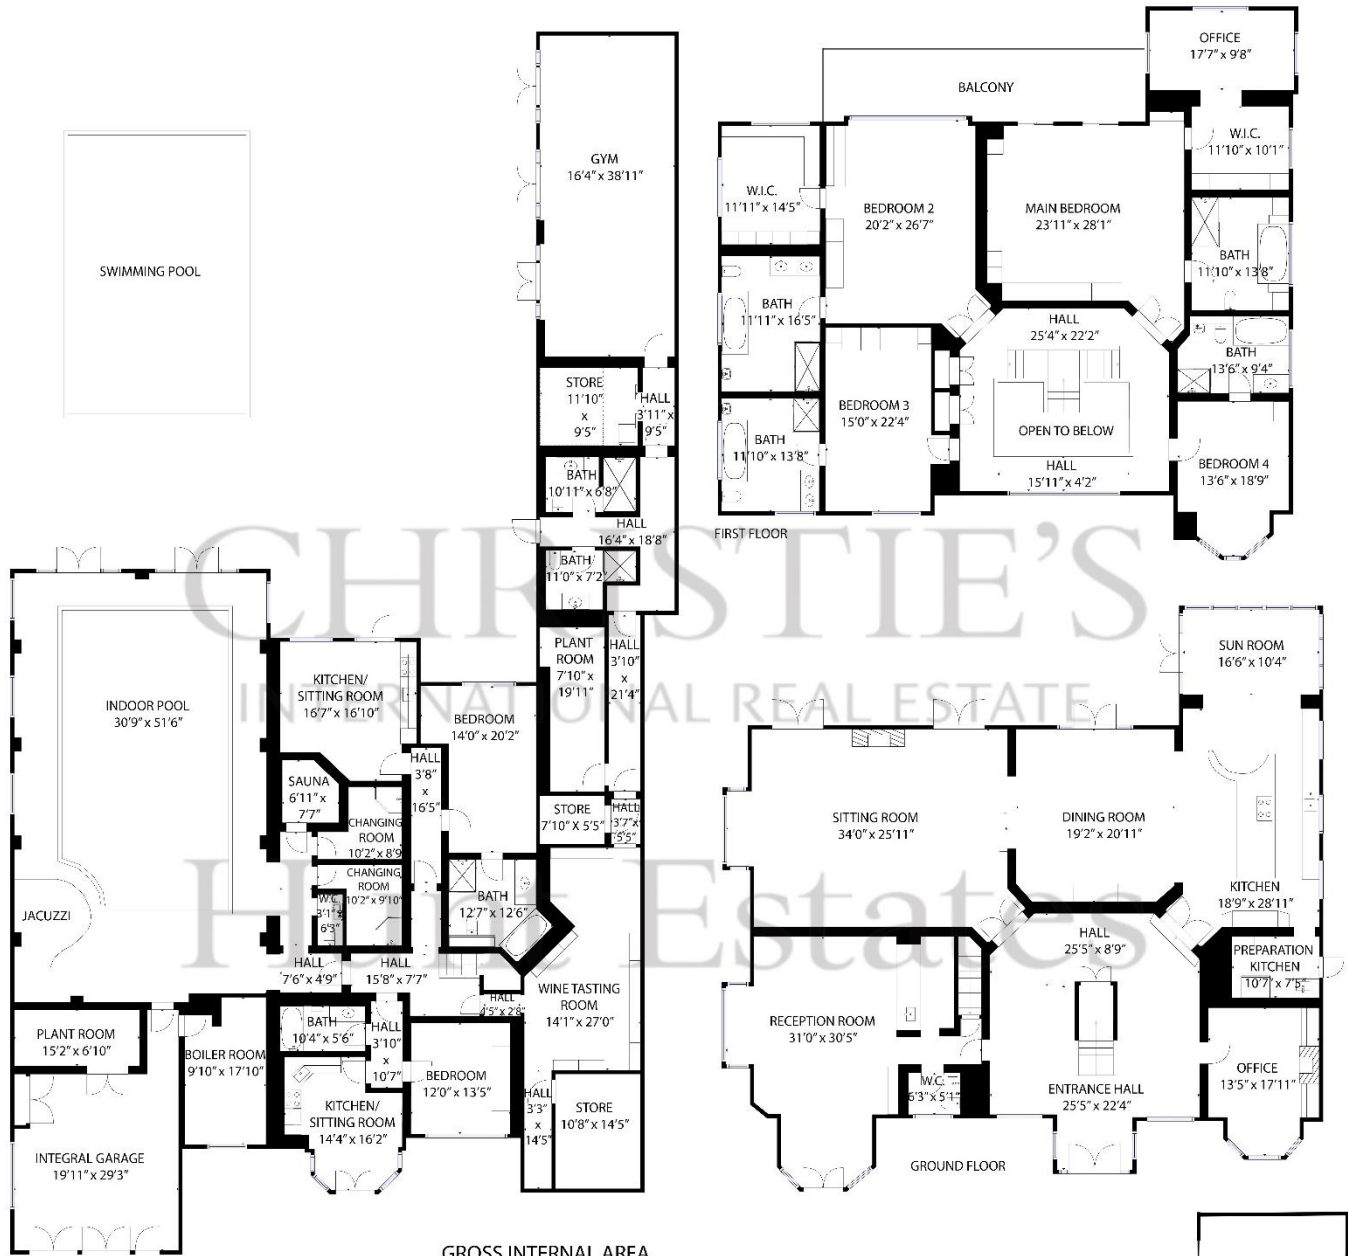 OFFICE
17'7" x 9'8"
BALCONY
W.I.C.
11'10" x 10'1"
W.I.C.
11'11" x 14'5"
BEDROOM 2
20'2" x 26'7"
MAIN BEDROOM
23'11" x 28'1"
BATH
11'10" x 13'8"
BATH
11'11" x 16'5"
HALL
25'4" x 22'2"
BATH
13'6" x 9'4"
BEDROOM 3
15'0" x 22'4"
OPEN TO BELOW
BATH
11'10" x 13'8"
HALL
15'11" x 4'2"
BEDROOM 4
13'6" x 18'9"
FIRST FLOOR
GYM
16'4" x 38'11"
SWIMMING POOL
STORE
11'10"
x
9'5"
HALL
3'11" x
9'5"
BATH
10'11" x 6'8"
HALL
16'4" x 18'8"
BATH
11'0" x 7'2"
CHRISTIE'S
INTERNATIONAL REAL ESTATE
Hunt Estates
PLANT
ROOM
7'10" x
19'11"
HALL
3'10"
x
21'4"
KITCHEN/
SITTING ROOM
16'7" x 16'10"
INDOOR POOL
30'9" x 51'6"
BEDROOM
14'0" x 20'2"
HALL
3'8"
x
16'5"
SAUNA
6'11" x
7'7"
CHANGING
ROOM
10'2" x 8'9
STORE
7'10" x 5'5"
HALL
3'7" x
5'5"
CHANGING
ROOM
10'2" x 9'10"
W.C.
3'1" x
6'3"
BATH
12'7" x 12'6"
JACUZZI
HALL
7'6" x 4'9"
HALL
15'8" x 7'7"
WINE TASTING
ROOM
14'1" x 27'0"
HALL
x 2'8"
PLANT ROOM
15'2" x 6'10"
BATH
10'4" x 5'6"
HALL
3'10"
x
10'7"
BOILER ROOM
9'10" x 17'10"
BEDROOM
12'0" x 13'5"
KITCHEN/
SITTING ROOM
14'4" x 16'2"
HALL
3'3"
x
14'5"
STORE
10'8" x 14'5"
INTEGRAL GARAGE
19'11" x 29'3"
SUN ROOM
16'6" x 10'4"
SITTING ROOM
34'0" x 25'11"
DINING ROOM
19'2" x 20'11"
KITCHEN
18'9" x 28'11"
HALL
25'5" x 8'9"
PREPARATION
KITCHEN
10'7" x 7'5"
RECEPTION ROOM
31'0" x 30'5"
OFFICE
13'5" x 17'11"
W.C.
6'3" x 5'1"
ENTRANCE HALL
25'5" x 22'4"
GROUND FLOOR
GROSS INTERNAL AREA